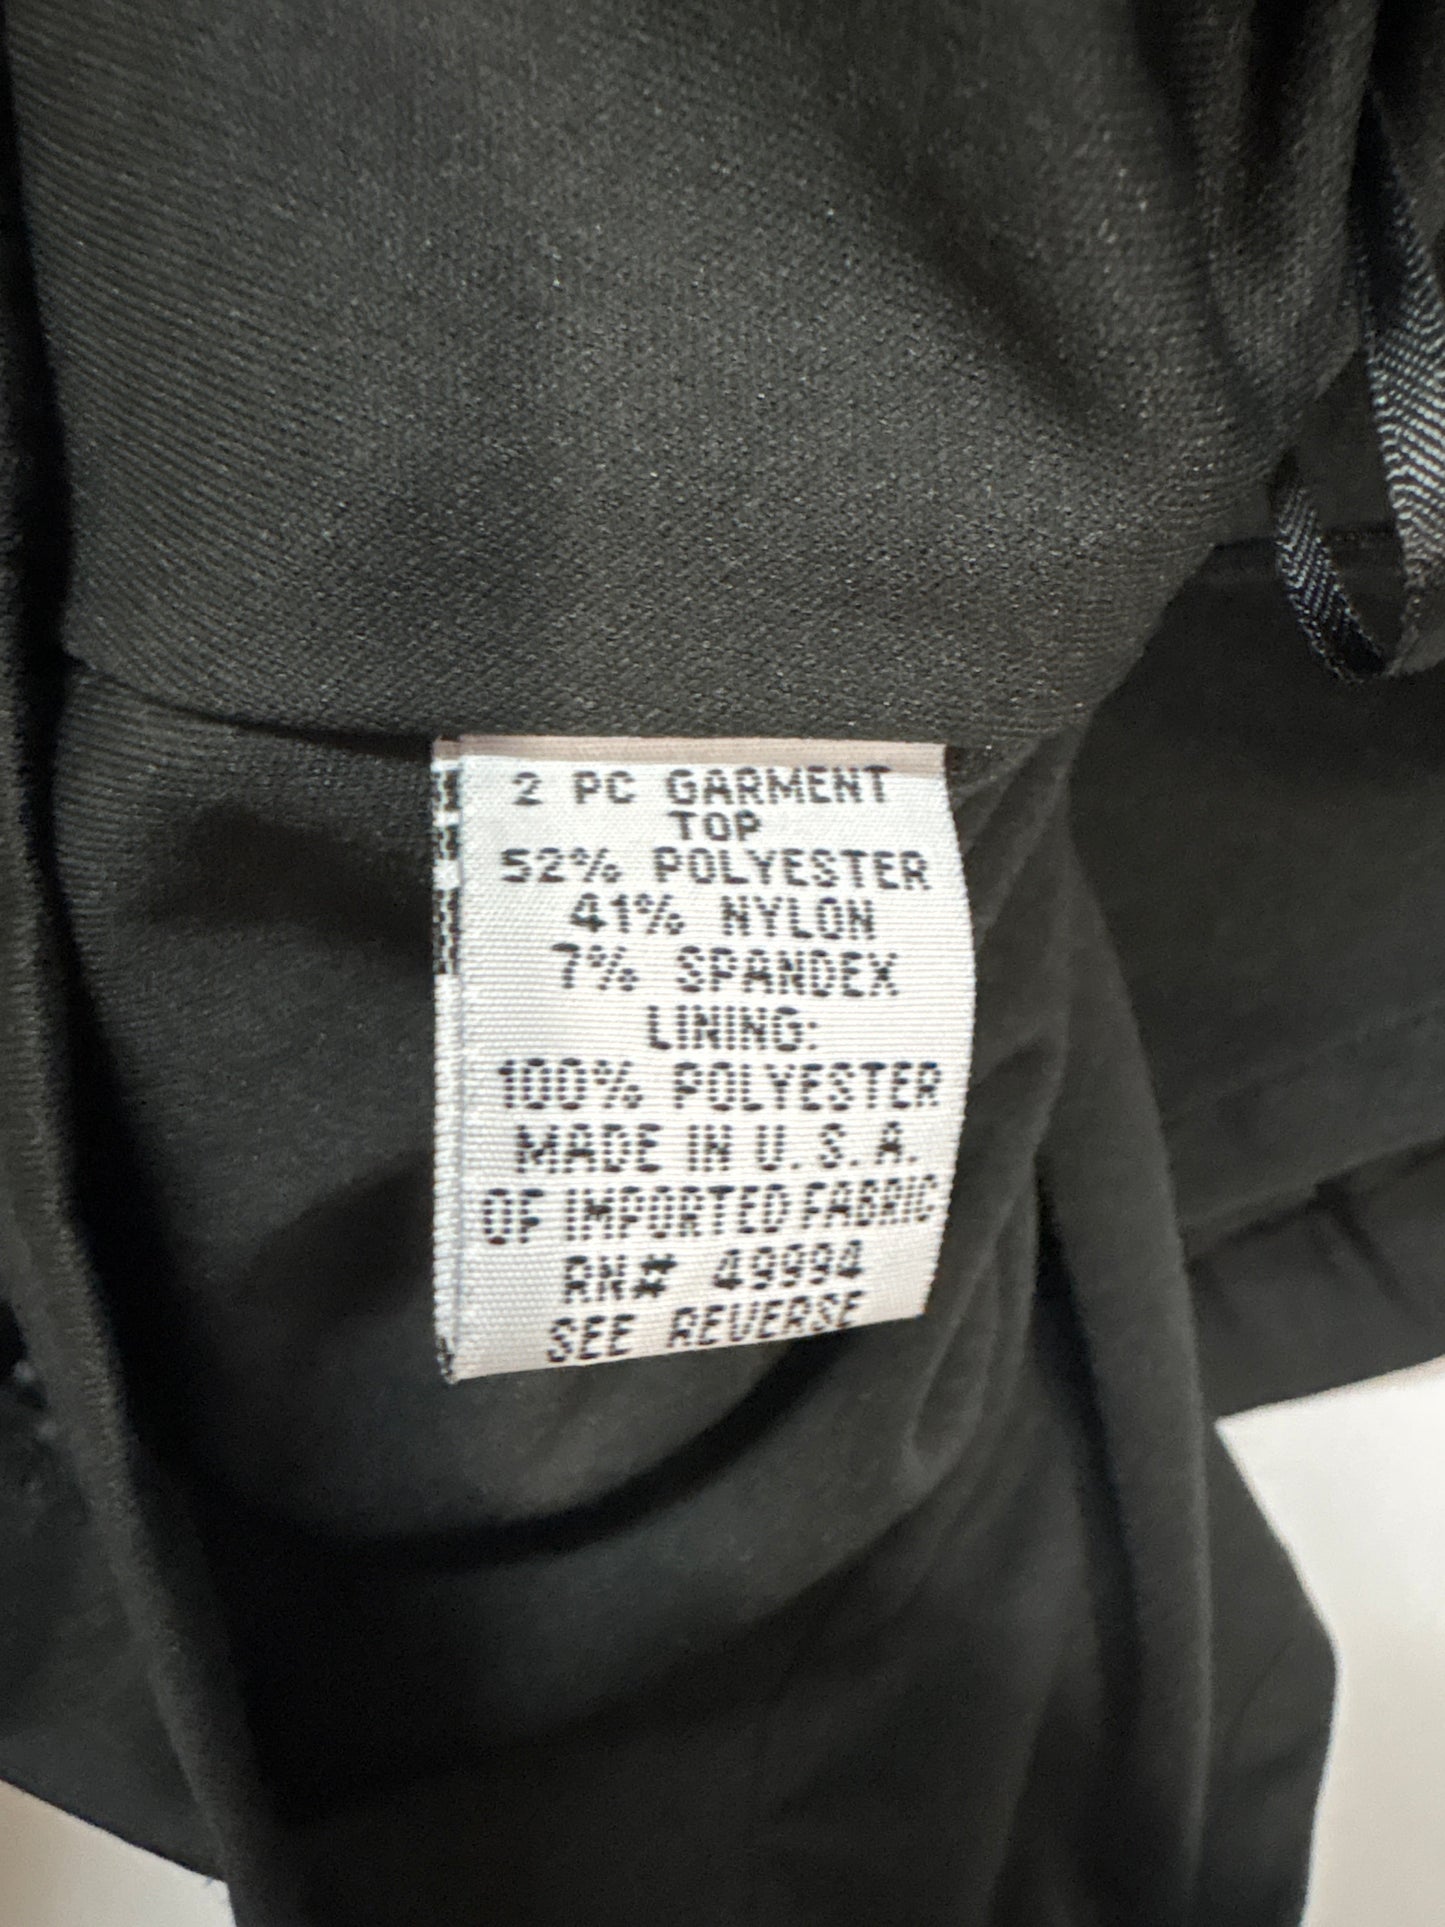 2 PC GARMENT
TOP
52% POLYESTER
41% NYLON
7% SPANDEX
LINING:
100% POLYESTER
MADE IN U.S.A.
OF IMPORTED FABRIC
RN# 49994
SEE REVERSE